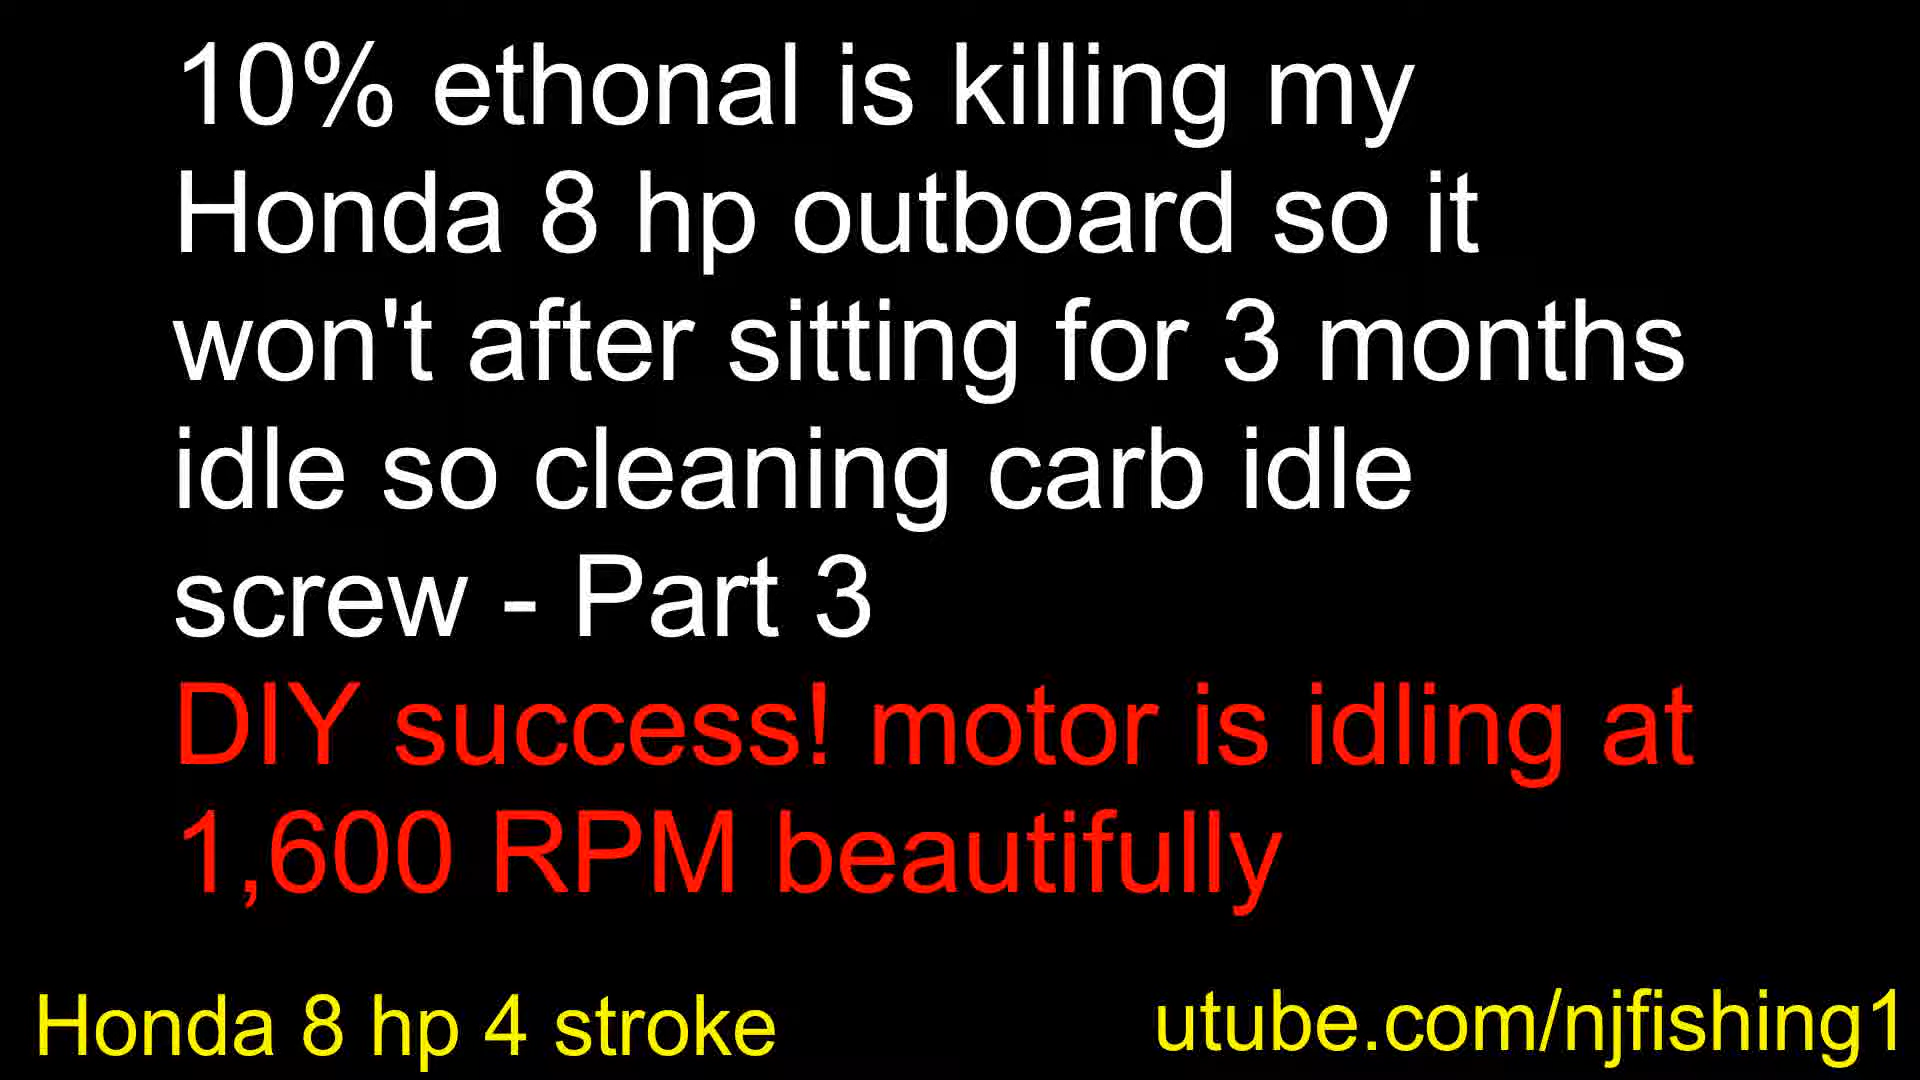 10% ethonal is killing my
Honda 8 hp outboard so it
won't after sitting for 3 months
idle so cleaning carb idle
screw - Part 3
DIY success! motor is idling at
1,600 RPM beautifully
Honda 8 hp 4 stroke
utube.com/njfishing1